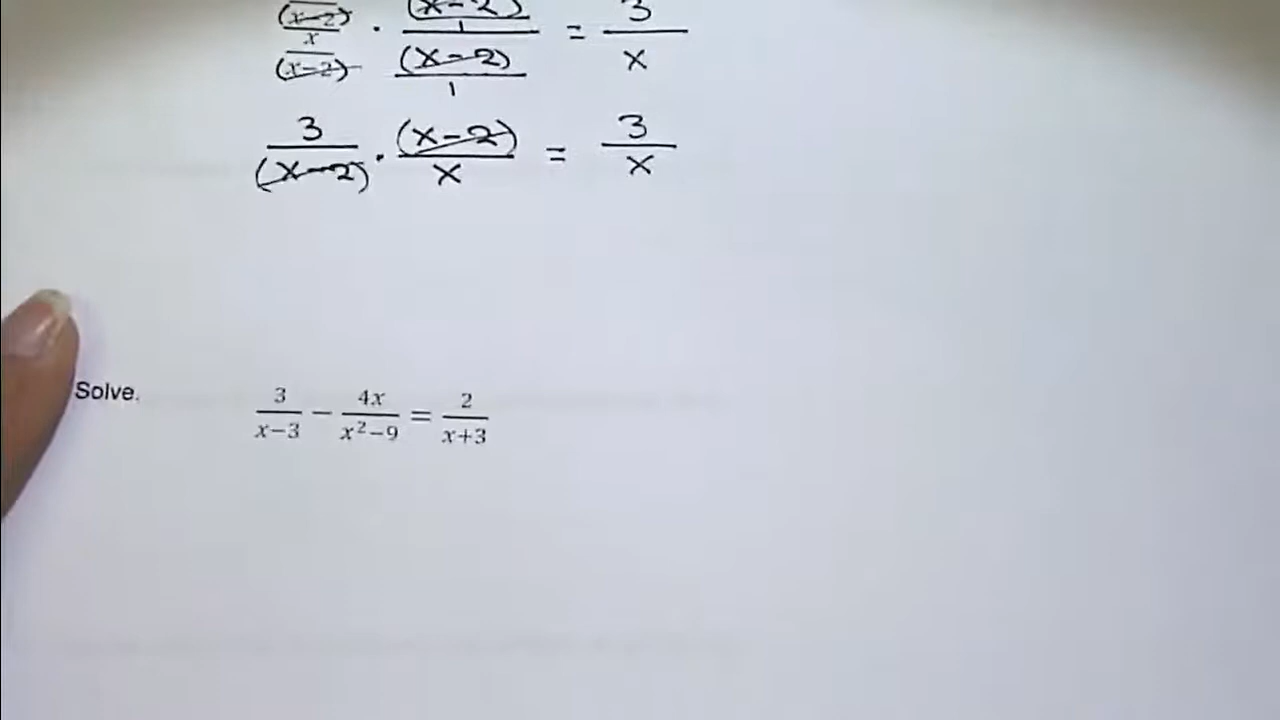 (x-2)/x/(x-2) · (x-2)/1/(x-2)/1 = 3/x
3/(x-2) · (x-2)/x = 3/x
Solve. 3/(x-3) - 4x/(x²-9) = 2/(x+3)